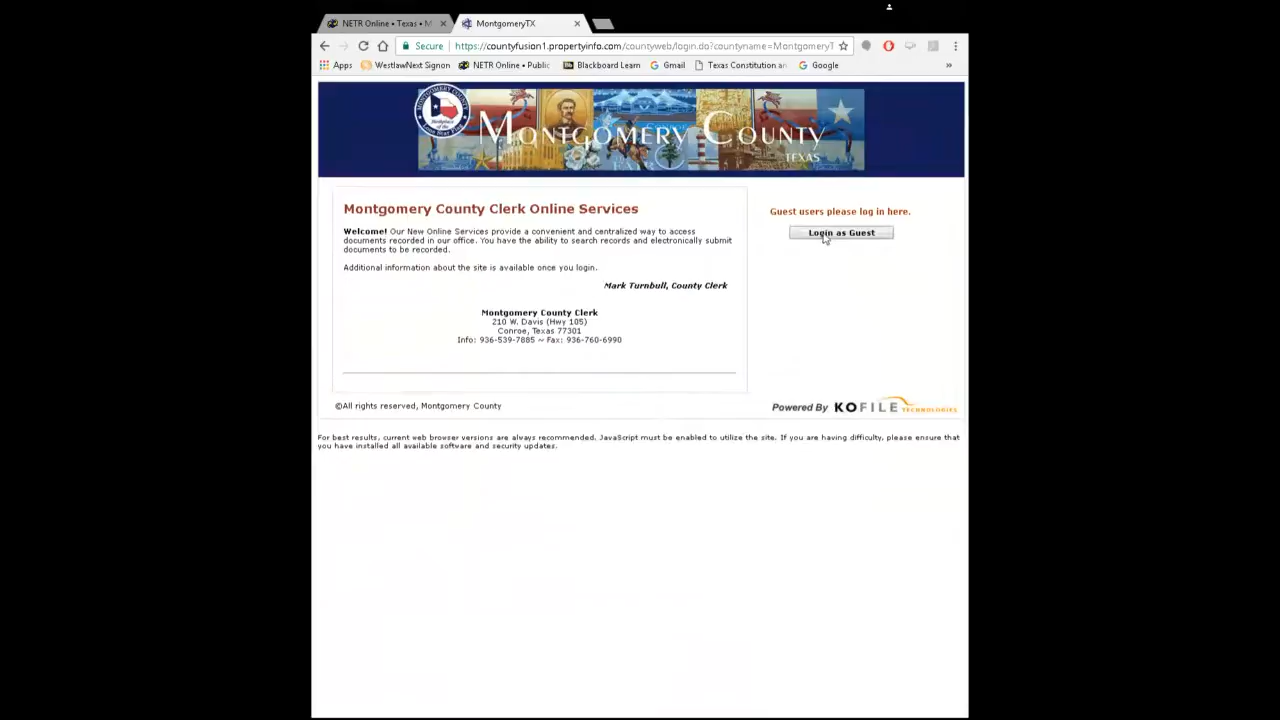 NETR Online • Texas • M
MontgomeryTX
Secure https://countyfusion1.propertyinfo.com/countyweb/login.do?countyname=MontgomeryT
Apps WestlawNext Signon NETR Online • Public Blackboard Learn Gmail Texas Constitution an Google »
MONTGOMERY COUNTY
TEXAS
Montgomery County Clerk Online Services
Guest users please log in here.
Login as Guest
Welcome! Our New Online Services provide a convenient and centralized way to access
documents recorded in our office. You have the ability to search records and electronically submit
documents to be recorded.
Additional information about the site is available once you login.
Mark Turnbull, County Clerk
Montgomery County Clerk
210 W. Davis (Hwy 105)
Conroe, Texas 77301
Info: 936-539-7885 ~ Fax: 936-760-6990
©All rights reserved, Montgomery County
Powered By KOFILE TECHNOLOGIES
For best results, current web browser versions are always recommended. JavaScript must be enabled to utilize the site. If you are having difficulty, please ensure that
you have installed all available software and security updates.